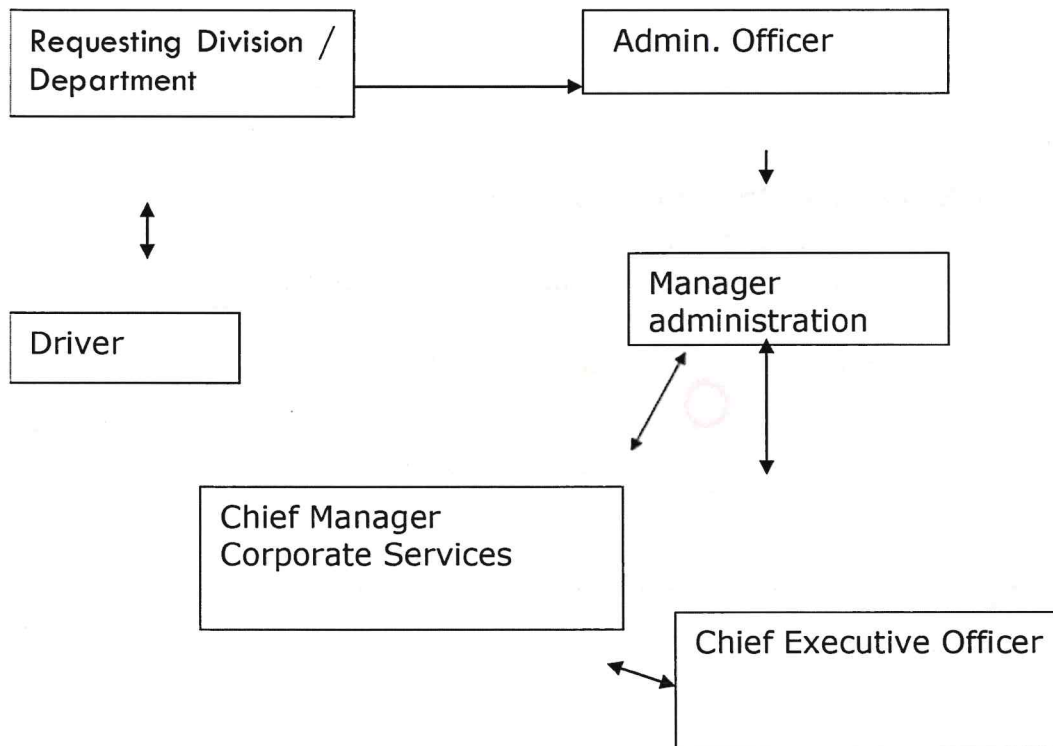 Requesting Division /
Department
Admin. Officer
Manager
administration
Driver
Chief Manager
Corporate Services
Chief Executive Officer